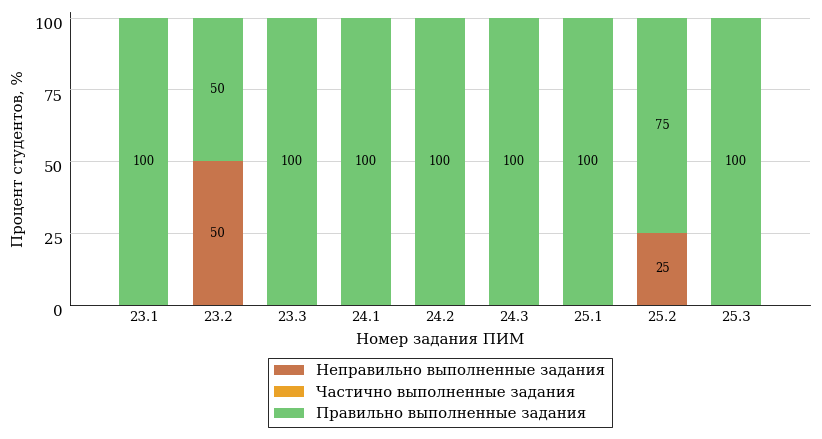 100
75
50
25
0
Процент студентов, %
100 50 50 100 100 100 100 100 75 25 100
23.1 23.2 23.3 24.1 24.2 24.3 25.1 25.2 25.3
Номер задания ПИМ
Неправильно выполненные задания
Частично выполненные задания
Правильно выполненные задания